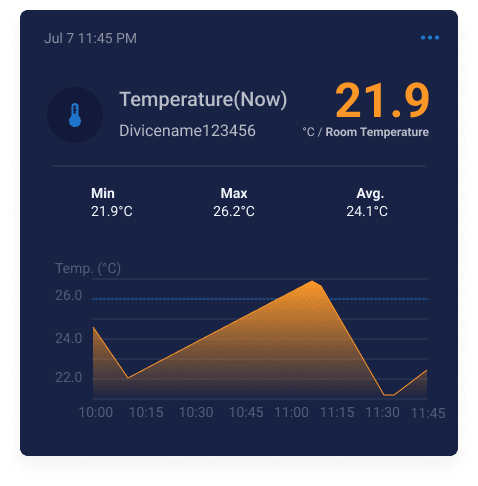 Jul 7 11:45 PM
Temperature(Now)
21.9
Divicename123456
°C / Room Temperature
Min Max Avg.
21.9°C 26.2°C 24.1°C
Temp. (°C)
26.0
24.0
22.0
10:00 10:15 10:30 10:45 11:00 11:15 11:30 11:45